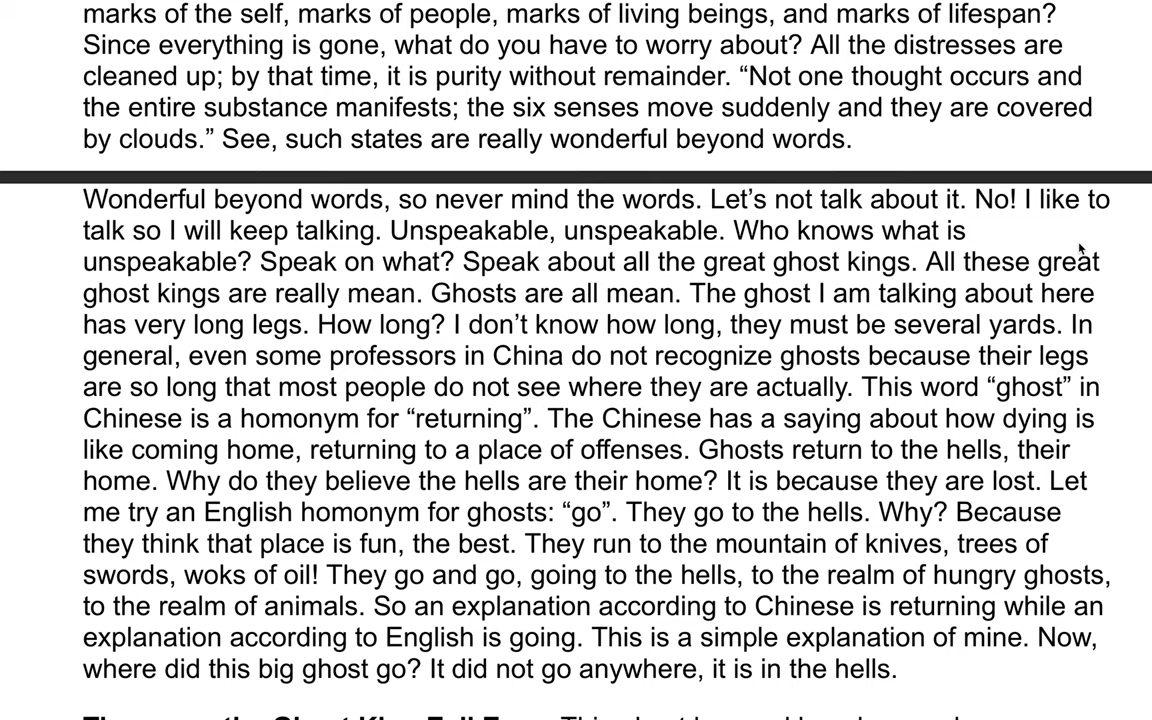 marks of the self, marks of people, marks of living beings, and marks of lifespan?
Since everything is gone, what do you have to worry about? All the distresses are
cleaned up; by that time, it is purity without remainder. “Not one thought occurs and
the entire substance manifests; the six senses move suddenly and they are covered
by clouds.” See, such states are really wonderful beyond words.
Wonderful beyond words, so never mind the words. Let’s not talk about it. No! I like to
talk so I will keep talking. Unspeakable, unspeakable. Who knows what is
unspeakable? Speak on what? Speak about all the great ghost kings. All these great
ghost kings are really mean. Ghosts are all mean. The ghost I am talking about here
has very long legs. How long? I don’t know how long, they must be several yards. In
general, even some professors in China do not recognize ghosts because their legs
are so long that most people do not see where they are actually. This word “ghost” in
Chinese is a homonym for “returning”. The Chinese has a saying about how dying is
like coming home, returning to a place of offenses. Ghosts return to the hells, their
home. Why do they believe the hells are their home? It is because they are lost. Let
me try an English homonym for ghosts: “go”. They go to the hells. Why? Because
they think that place is fun, the best. They run to the mountain of knives, trees of
swords, woks of oil! They go and go, going to the hells, to the realm of hungry ghosts,
to the realm of animals. So an explanation according to Chinese is returning while an
explanation according to English is going. This is a simple explanation of mine. Now,
where did this big ghost go? It did not go anywhere, it is in the hells.